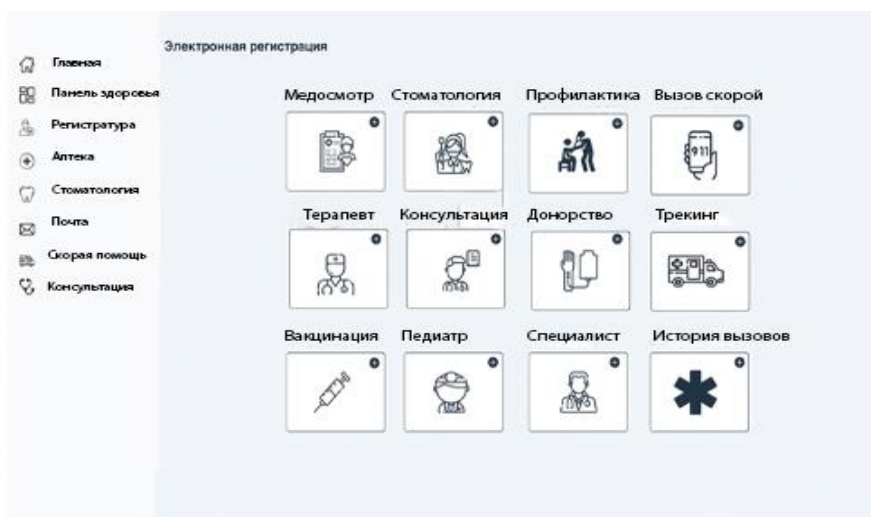 Электронная регистрация
Главная
Панель здоровья
Регистратура
Аптека
Стоматология
Почта
Скорая помощь
Консультация
Медосмотр Стоматология Профилактика Вызов скорой
911
Терапевт Консультация Донорство Трекинг
Вакцинация Педиатр Специалист История вызовов